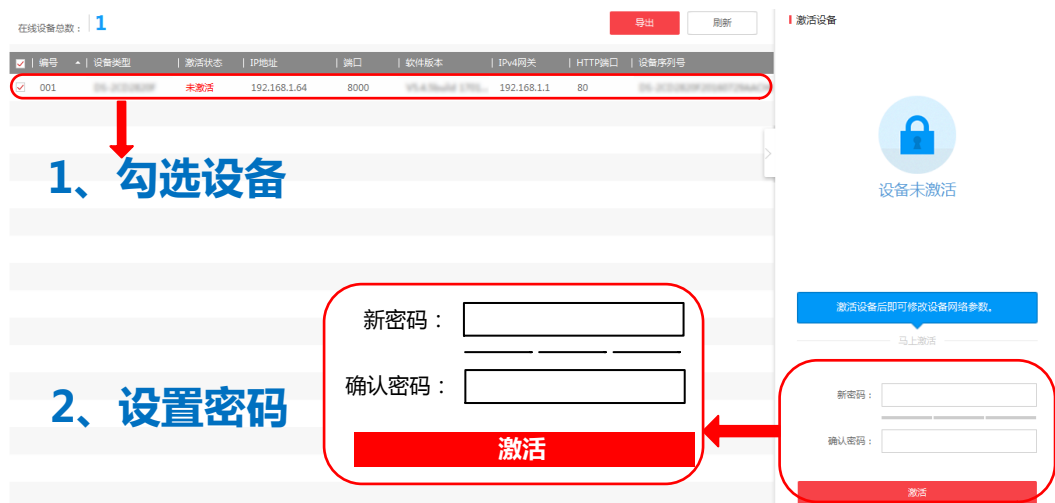 在线设备总数： 1
导出
刷新
编号 设备类型 激活状态 IP地址 端口 软件版本 IPv4网关 HTTP端口 设备序列号
001 未激活 192.168.1.64 8000 192.168.1.1 80
1、勾选设备
2、设置密码
新密码：
确认密码：
激活
激活设备
设备未激活
激活设备后即可修改设备网络参数。
马上激活
新密码：
确认密码：
激活